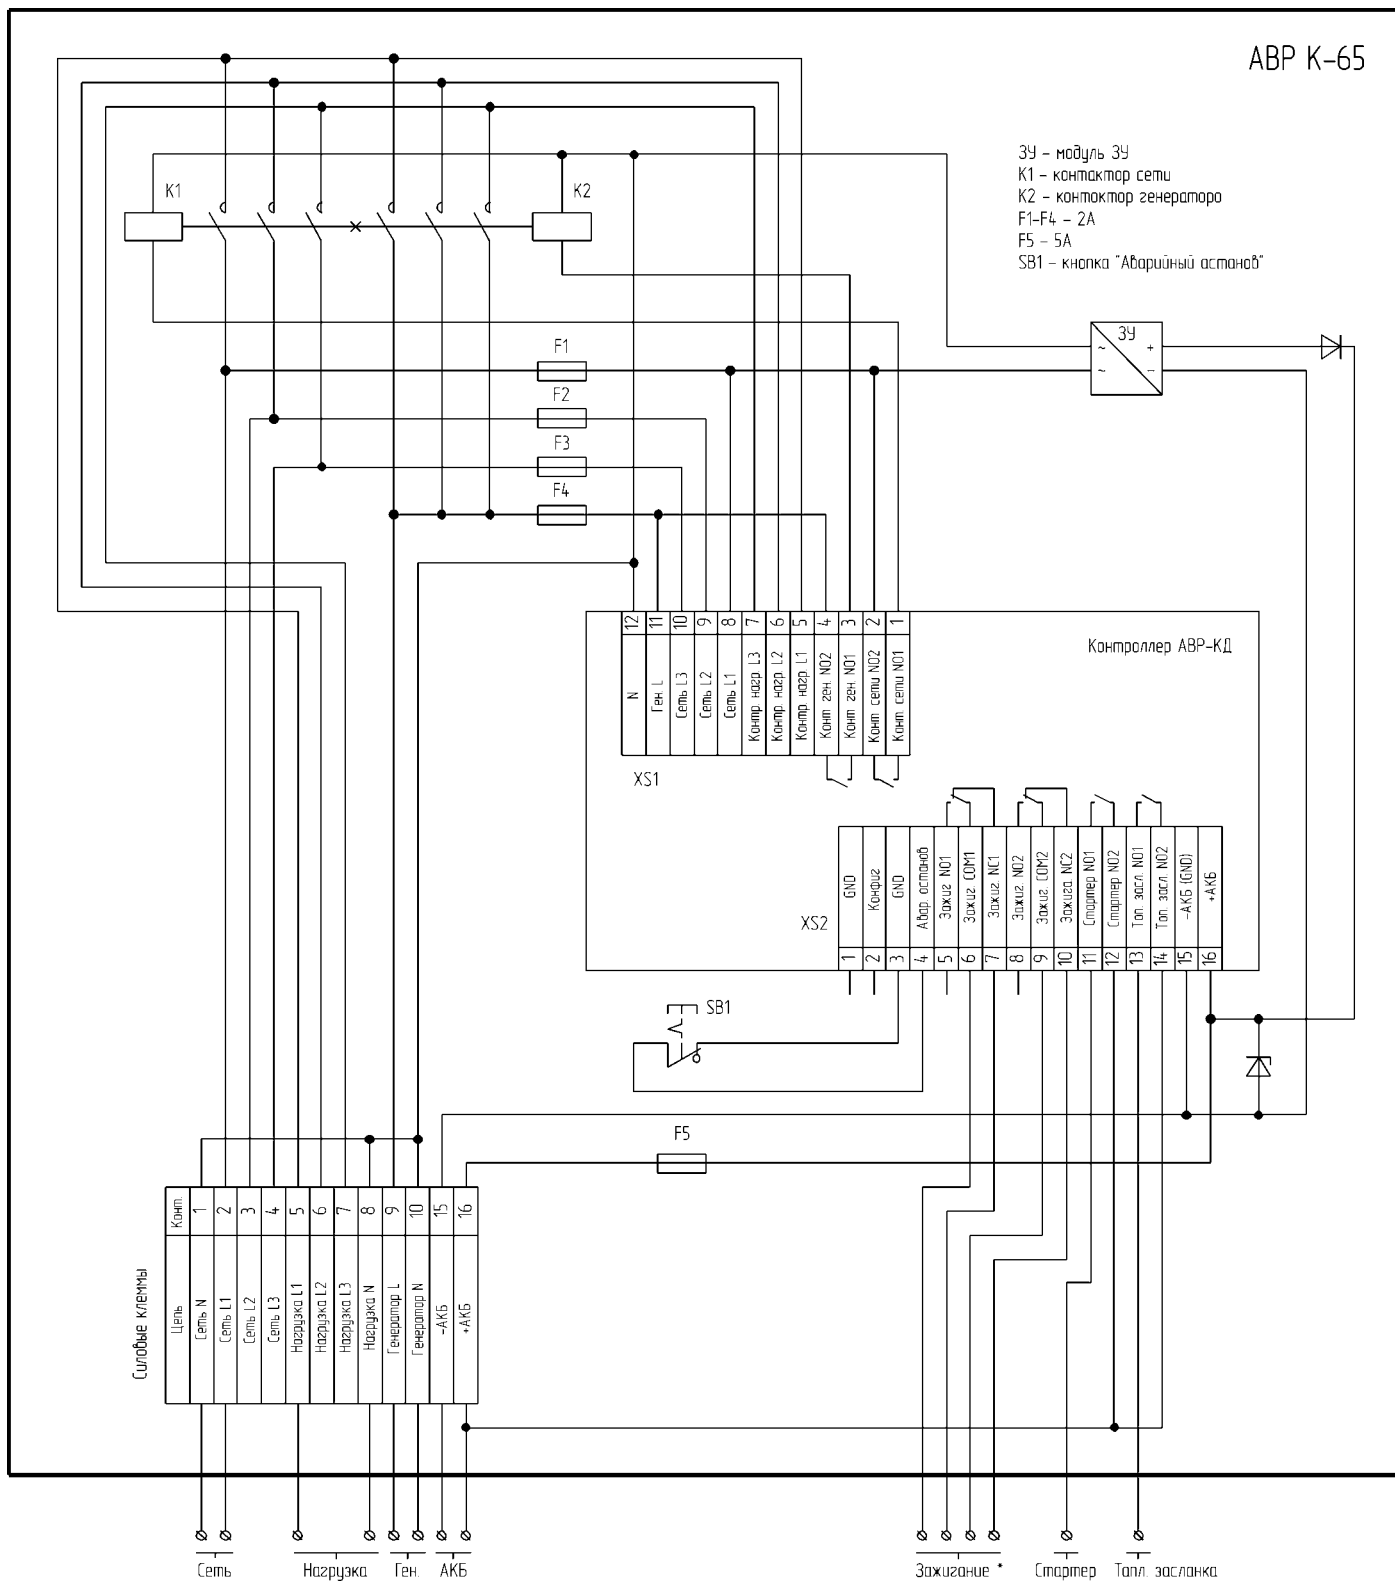 АВР К-65
ЗУ - модуль ЗУ
К1 - контактор сети
К2 - контоктор генераторо
F1-F4 - 2А
F5 - 5А
SB1 - кнопка "Аварийный астанов"
К1
К2
ЗУ
~ +
~ -
F1
F2
F3
F4
12 11 10 9 8 7 6 5 4 3 2 1
N
Ген. L
Сеть L3
Сеть L2
Сеть L1
Контр. нагр. L3
Контр. нагр. L2
Контр. нагр. L1
Конт ген. NO2
Конт ген. NO1
Конт сети NO2
Конт. сети NO1
Контроллер АВР-КД
XS1
XS2
GND
Конфиг
GND
Авар. останов
Зажиг. NO1
Зажиг. COM1
Зажиг. NC1
Зажиг. NO2
Зажиг. COM2
Зажига. NC2
Стартер NO1
Стартер NO2
Топ. засл. NO1
Топ. засл. NO2
-АКБ (GND)
+АКБ
1 2 3 4 5 6 7 8 9 10 11 12 13 14 15 16
SB1
F5
Силовые клеммы
Конт. 1 2 3 4 5 6 7 8 9 10 15 16
Цепь
Сеть N
Сеть L1
Сеть L2
Сеть L3
Нагрузка L1
Нагрузка L2
Нагрузка L3
Нагрузка N
Генератор L
Генератор N
-АКБ
+АКБ
Сеть Нагрузка Ген. АКБ Зажигание * Стартер Топл. заслонка